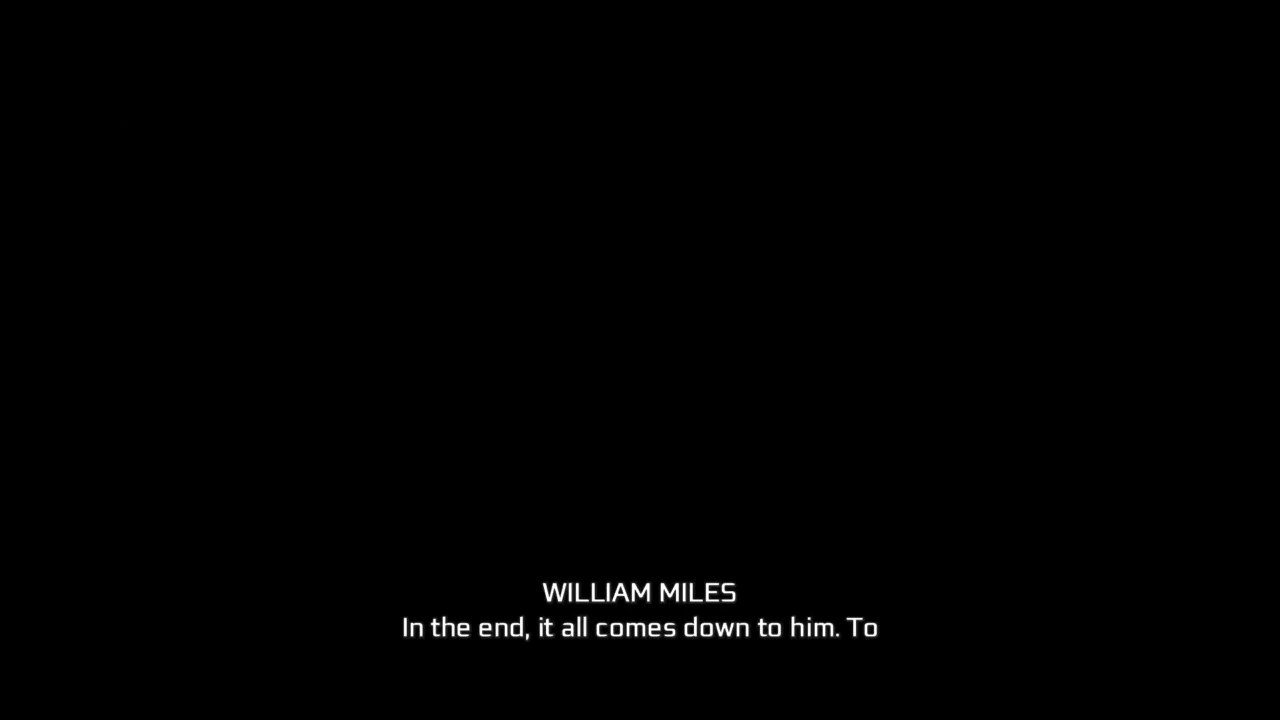 WILLIAM MILES
In the end, it all comes down to him. To